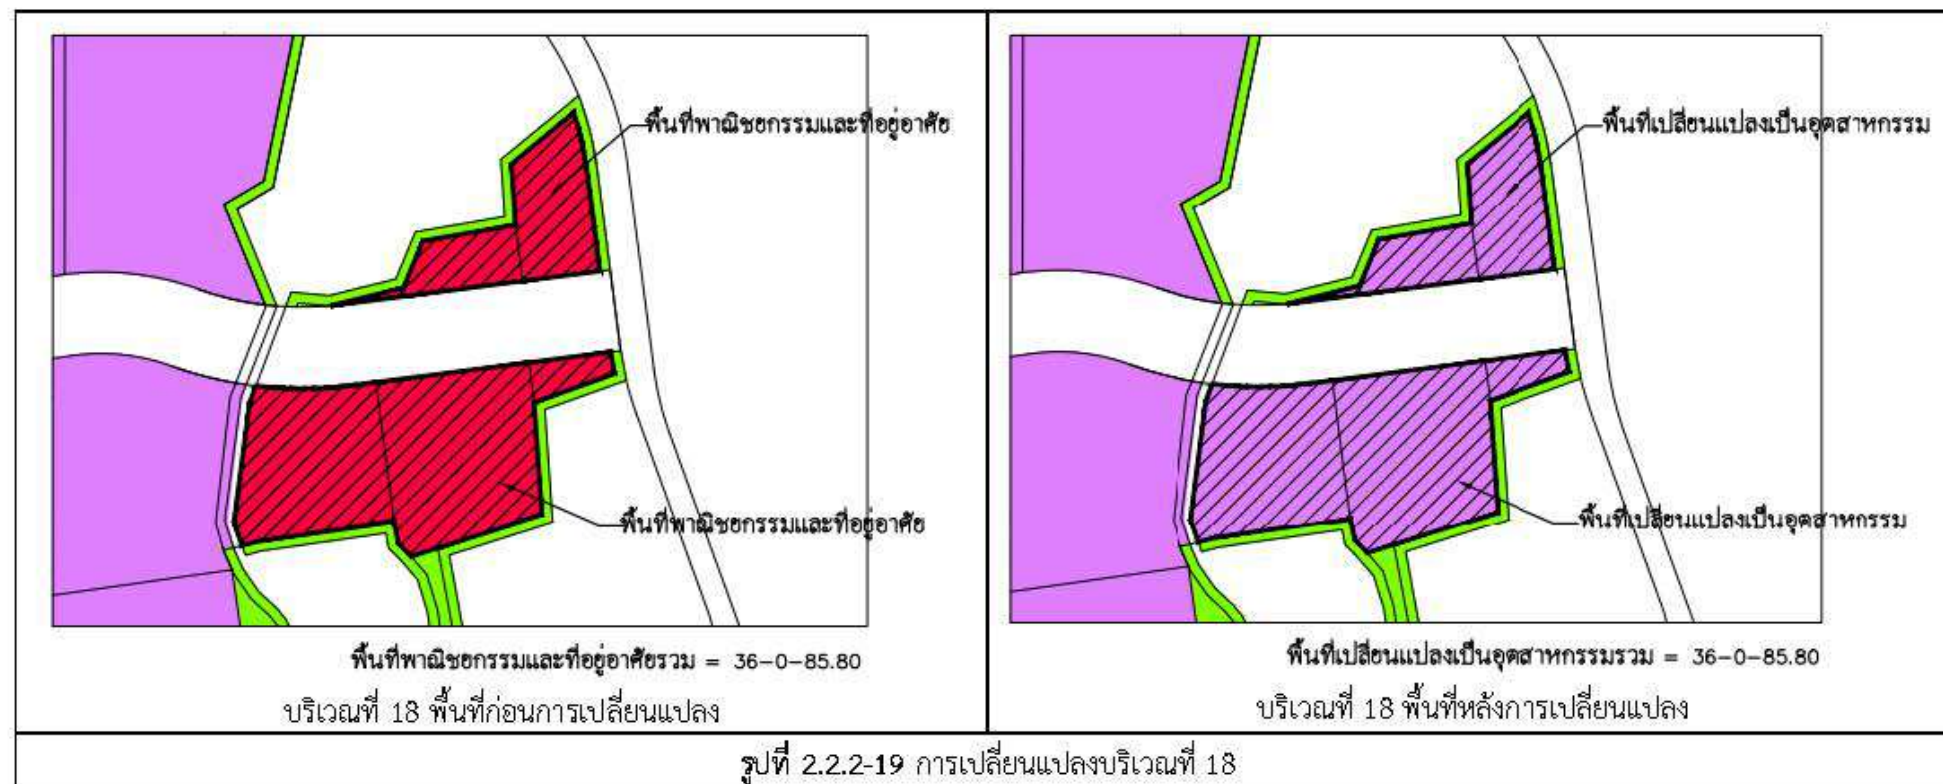 พื้นที่พาณิชยกรรมและที่อยู่อาศัย
พื้นที่พาณิชยกรรมและที่อยู่อาศัย
พื้นที่พาณิชยกรรมและที่อยู่อาศัยรวม = 36-0-85.80
บริเวณที่ 18 พื้นที่ก่อนการเปลี่ยนแปลง
พื้นที่เปลี่ยนแปลงเป็นอุตสาหกรรม
พื้นที่เปลี่ยนแปลงเป็นอุตสาหกรรม
พื้นที่เปลี่ยนแปลงเป็นอุตสาหกรรมรวม = 36-0-85.80
บริเวณที่ 18 พื้นที่หลังการเปลี่ยนแปลง
รูปที่ 2.2.2-19 การเปลี่ยนแปลงบริเวณที่ 18